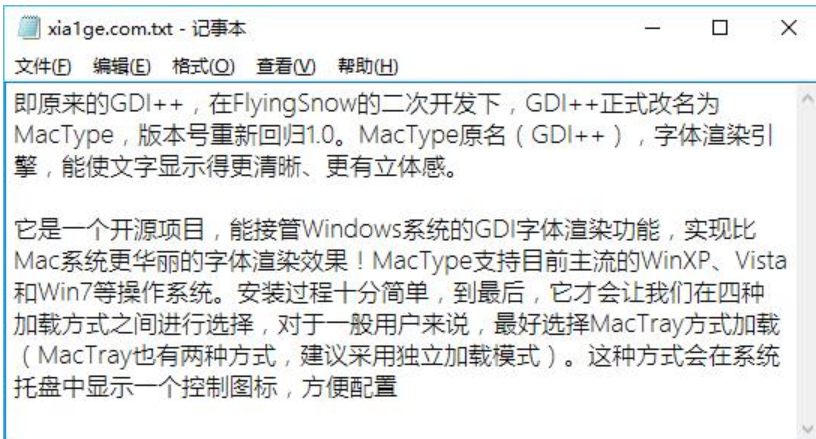 xia1ge.com.txt - 记事本
文件(F) 编辑(E) 格式(O) 查看(V) 帮助(H)
即原来的GDI++，在FlyingSnow的二次开发下，GDI++正式改名为
MacType，版本号重新回归1.0。MacType原名（GDI++），字体渲染引
擎，能使文字显示得更清晰、更有立体感。
它是一个开源项目，能接管Windows系统的GDI字体渲染功能，实现比
Mac系统更华丽的字体渲染效果！MacType支持目前主流的WinXP、Vista
和Win7等操作系统。安装过程十分简单，到最后，它才会让我们在四种
加载方式之间进行选择，对于一般用户来说，最好选择MacTray方式加载
（MacTray也有两种方式，建议采用独立加载模式）。这种方式会在系统
托盘中显示一个控制图标，方便配置